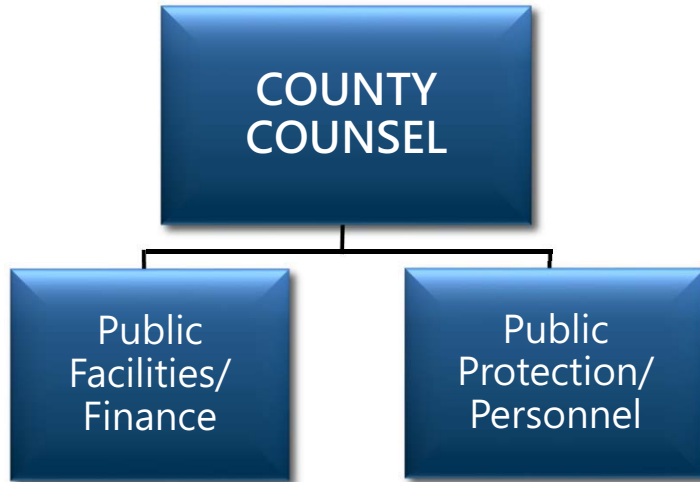 COUNTY
COUNSEL
Public
Facilities/
Finance
Public
Protection/
Personnel